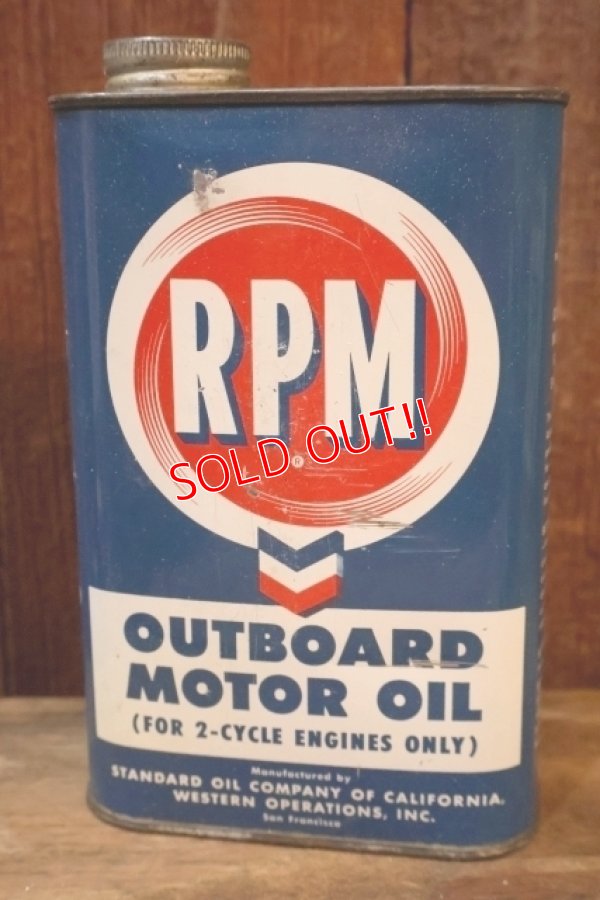 RPM
®
SOLD OUT!!
OUTBOARD
MOTOR OIL
(FOR 2-CYCLE ENGINES ONLY)
Manufactured by
STANDARD OIL COMPANY OF CALIFORNIA,
WESTERN OPERATIONS, INC.
San Francisco